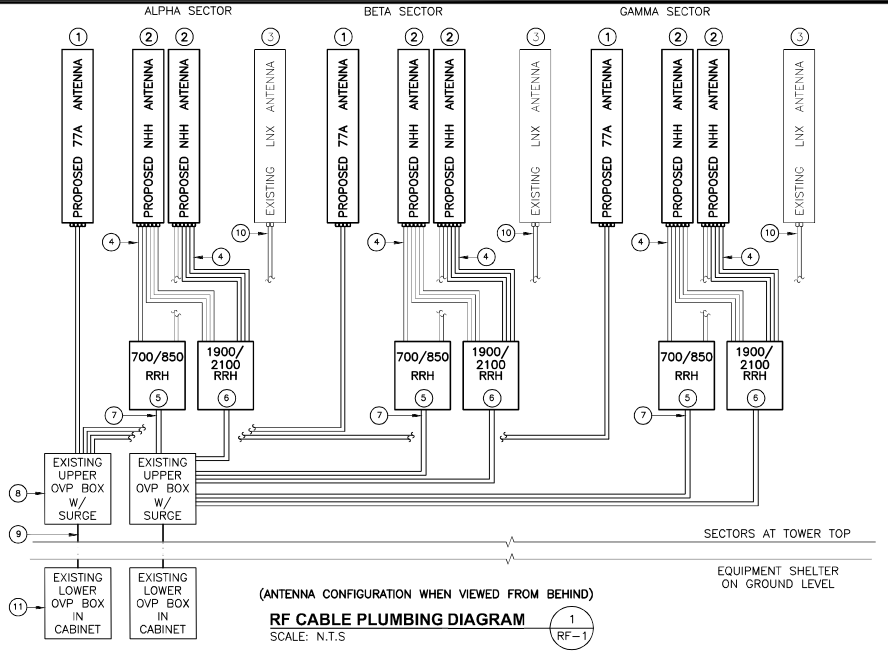 ALPHA SECTOR
BETA SECTOR
GAMMA SECTOR
1
2
2
3
1
2
2
3
1
2
2
3
PROPOSED 77A ANTENNA
PROPOSED NHH ANTENNA
PROPOSED NHH ANTENNA
EXISTING LNX ANTENNA
PROPOSED 77A ANTENNA
PROPOSED NHH ANTENNA
PROPOSED NHH ANTENNA
EXISTING LNX ANTENNA
PROPOSED 77A ANTENNA
PROPOSED NHH ANTENNA
PROPOSED NHH ANTENNA
EXISTING LNX ANTENNA
4
4
10
4
4
10
4
4
10
700/850
RRH
5
1900/
2100
RRH
6
700/850
RRH
5
1900/
2100
RRH
6
700/850
RRH
5
1900/
2100
RRH
6
7
7
7
8
EXISTING
UPPER
OVP BOX
W/
SURGE
EXISTING
UPPER
OVP BOX
W/
SURGE
9
SECTORS AT TOWER TOP
EQUIPMENT SHELTER
ON GROUND LEVEL
11
EXISTING
LOWER
OVP BOX
IN
CABINET
EXISTING
LOWER
OVP BOX
IN
CABINET
(ANTENNA CONFIGURATION WHEN VIEWED FROM BEHIND)
RF CABLE PLUMBING DIAGRAM
SCALE: N.T.S
1
RF-1